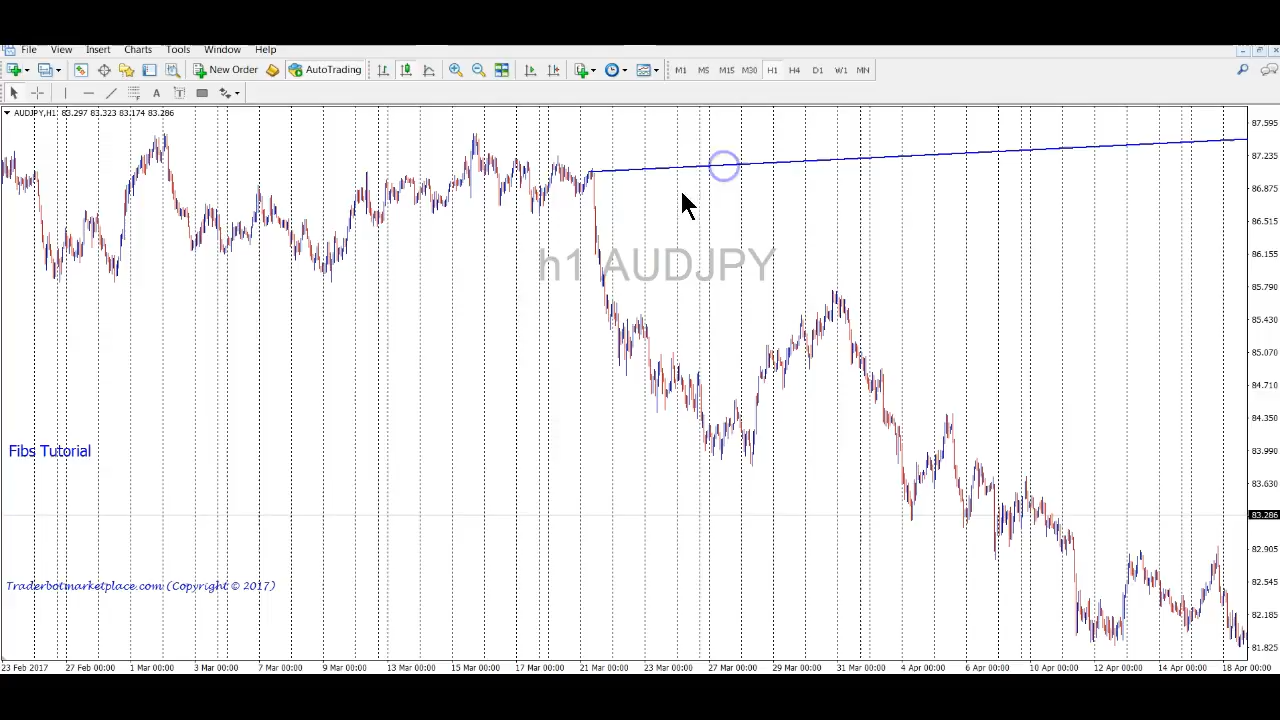 File View Insert Charts Tools Window Help
New Order AutoTrading M1 M5 M15 M30 H1 H4 D1 W1 MN
A T
AUDJPY,H1 83.297 83.323 83.174 83.286
87.595
87.235
86.875
86.515
h1 AUDJPY
86.155
85.790
85.430
85.070
84.710
84.350
Fibs Tutorial
83.990
83.630
83.286
82.905
82.545
Traderbotmarketplace.com (Copyright © 2017)
82.185
81.825
23 Feb 2017 27 Feb 00:00 1 Mar 00:00 3 Mar 00:00 7 Mar 00:00 9 Mar 00:00 13 Mar 00:00 15 Mar 00:00 17 Mar 00:00 21 Mar 00:00 23 Mar 00:00 27 Mar 00:00 29 Mar 00:00 31 Mar 00:00 4 Apr 00:00 6 Apr 00:00 10 Apr 00:00 12 Apr 00:00 14 Apr 00:00 18 Apr 00:00